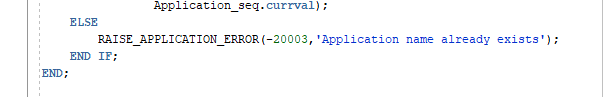 Application_seq.currval);
ELSE
RAISE_APPLICATION_ERROR(-20003,'Application name already exists');
END IF;
END;